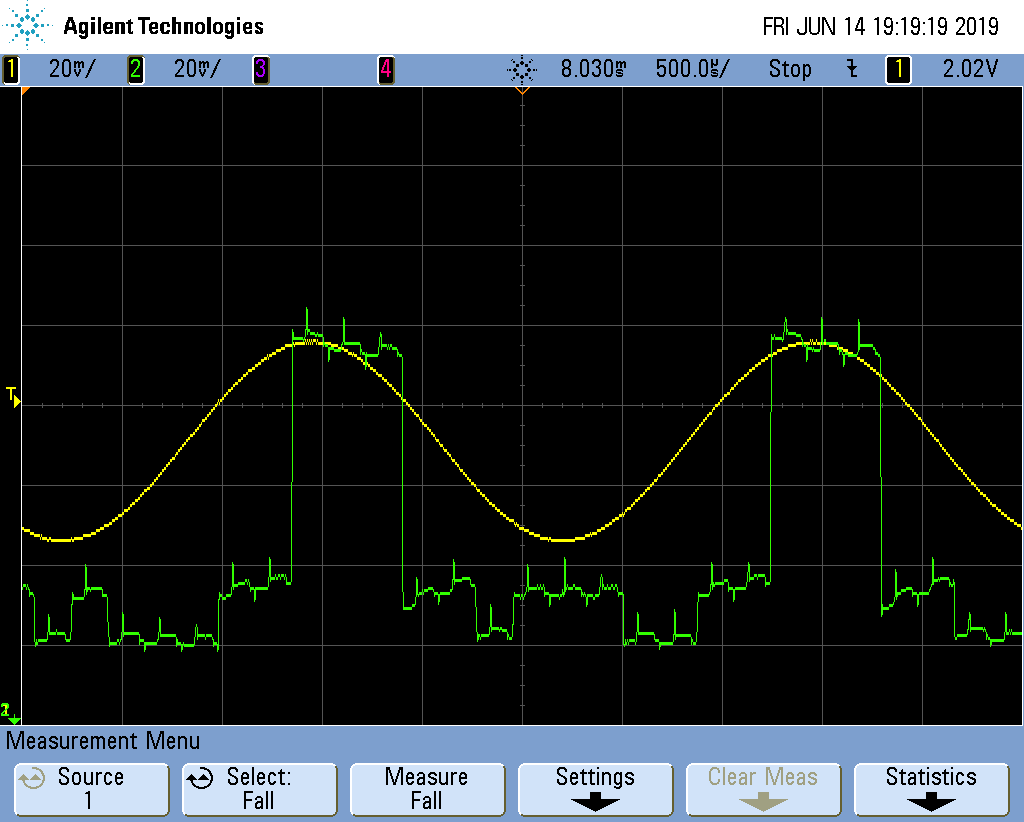 Agilent Technologies FRI JUN 14 19:19:19 2019
1 20mV/ 2 20mV/ 3 4 8.030ms 500.0µs/ Stop 1 2.02V
T
2
Measurement Menu
Source Select: Measure Settings Clear Meas Statistics
1 Fall Fall